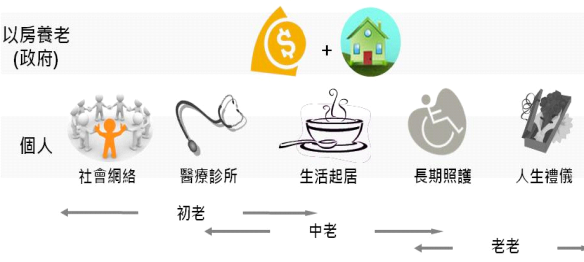 以房養老
(政府)
$ +
個人
社會網絡 醫療診所 生活起居 長期照護 人生禮儀
初老
中老
老老